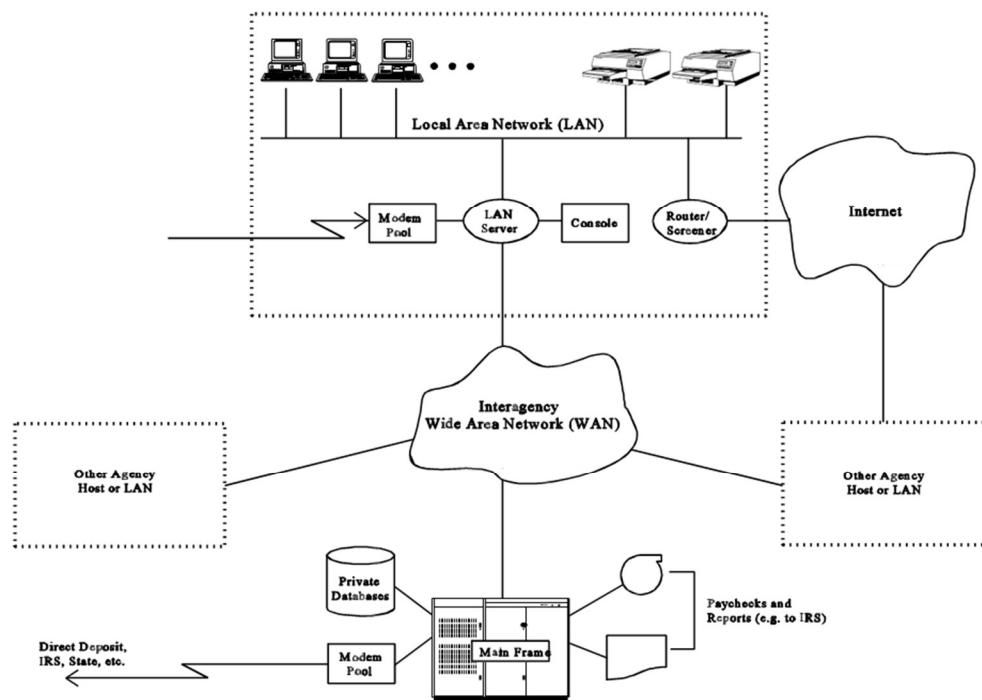 Local Area Network (LAN)
Modem
Pool
LAN
Server
Console
Router/
Screener
Internet
Interagency
Wide Area Network (WAN)
Other Agency
Host or LAN
Other Agency
Host or LAN
Private
Databases
Paychecks and
Reports (e.g. to IRS)
Direct Deposit,
IRS, State, etc.
Modem
Pool
Main Frame